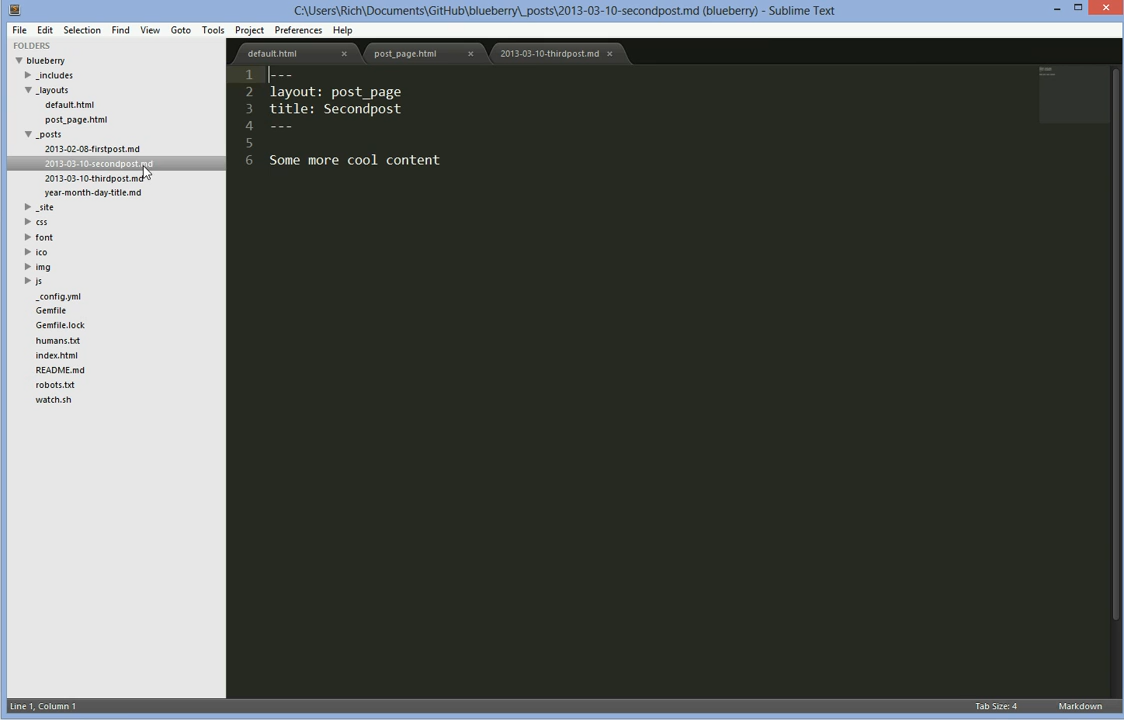 C:\Users\Rich\Documents\GitHub\blueberry\_posts\2013-03-10-secondpost.md (blueberry) - Sublime Text
File Edit Selection Find View Goto Tools Project Preferences Help
FOLDERS
blueberry
_includes
_layouts
default.html
post_page.html
_posts
2013-02-08-firstpost.md
2013-03-10-secondpost.md
2013-03-10-thirdpost.md
year-month-day-title.md
_site
css
font
ico
img
js
_config.yml
Gemfile
Gemfile.lock
humans.txt
index.html
README.md
robots.txt
watch.sh
default.html × post_page.html × 2013-03-10-thirdpost.md ×
1 ---
2 layout: post_page
3 title: Secondpost
4 ---
5
6 Some more cool content
Line 1, Column 1 Tab Size: 4 Markdown